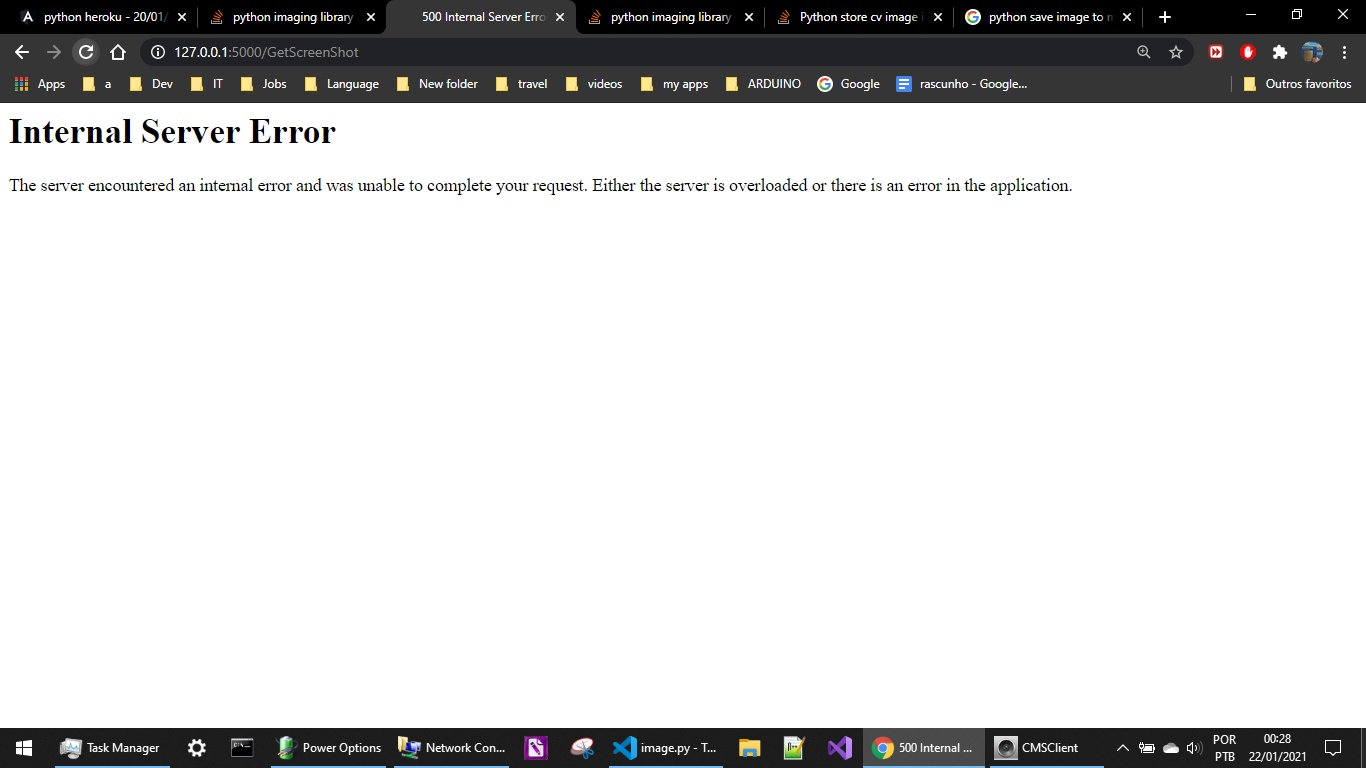 python heroku - 20/01/
python imaging library
500 Internal Server Erro
python imaging library
Python store cv image i
python save image to
127.0.0.1:5000/GetScreenShot
Apps a Dev IT Jobs Language New folder travel videos my apps ARDUINO Google rascunho - Google... Outros favoritos
Internal Server Error
The server encountered an internal error and was unable to complete your request. Either the server is overloaded or there is an error in the application.
Task Manager
Power Options
Network Con...
image.py - T...
500 Internal ...
CMSClient
POR
PTB
00:28
22/01/2021